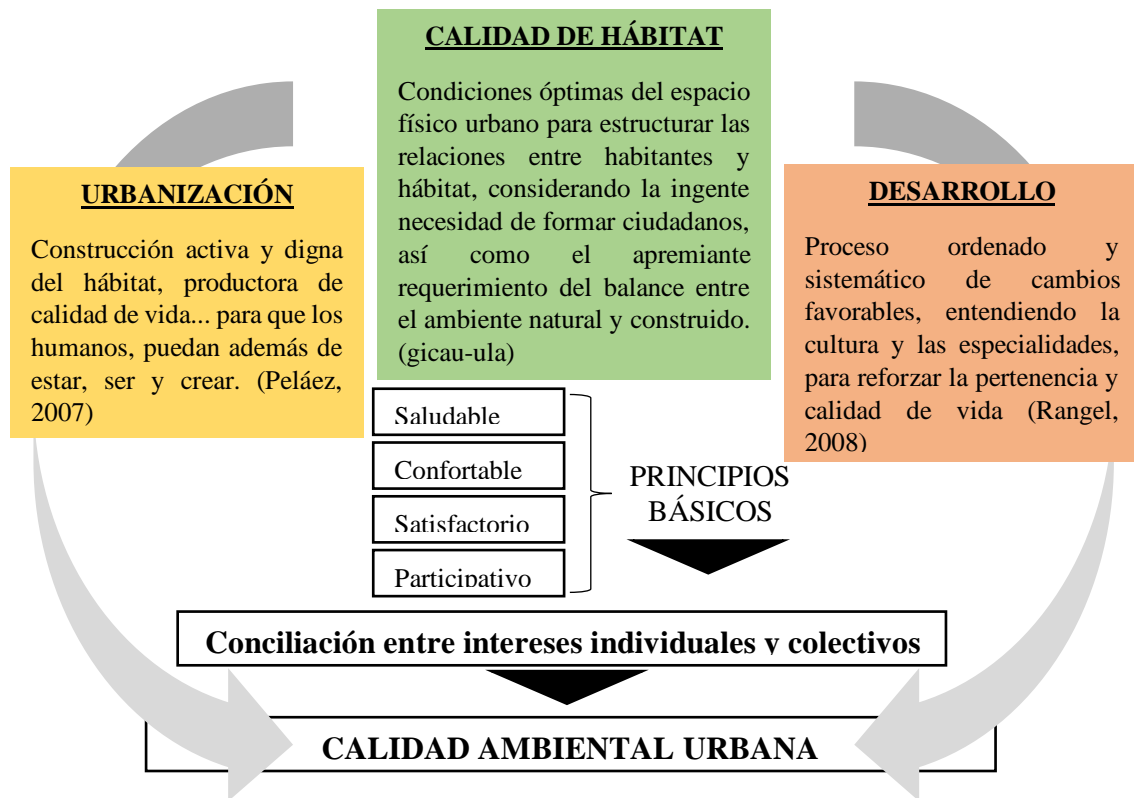 CALIDAD DE HÁBITAT
Condiciones óptimas del espacio
físico urbano para estructurar las
relaciones entre habitantes y
hábitat, considerando la ingente
necesidad de formar ciudadanos,
así como el apremiante
requerimiento del balance entre
el ambiente natural y construido.
(gicau-ula)
URBANIZACIÓN
Construcción activa y digna
del hábitat, productora de
calidad de vida... para que los
humanos, puedan además de
estar, ser y crear. (Peláez,
2007)
DESARROLLO
Proceso ordenado y
sistemático de cambios
favorables, entendiendo la
cultura y las especialidades,
para reforzar la pertenencia y
calidad de vida (Rangel,
2008)
Saludable
Confortable
Satisfactorio
Participativo
PRINCIPIOS
BÁSICOS
Conciliación entre intereses individuales y colectivos
CALIDAD AMBIENTAL URBANA